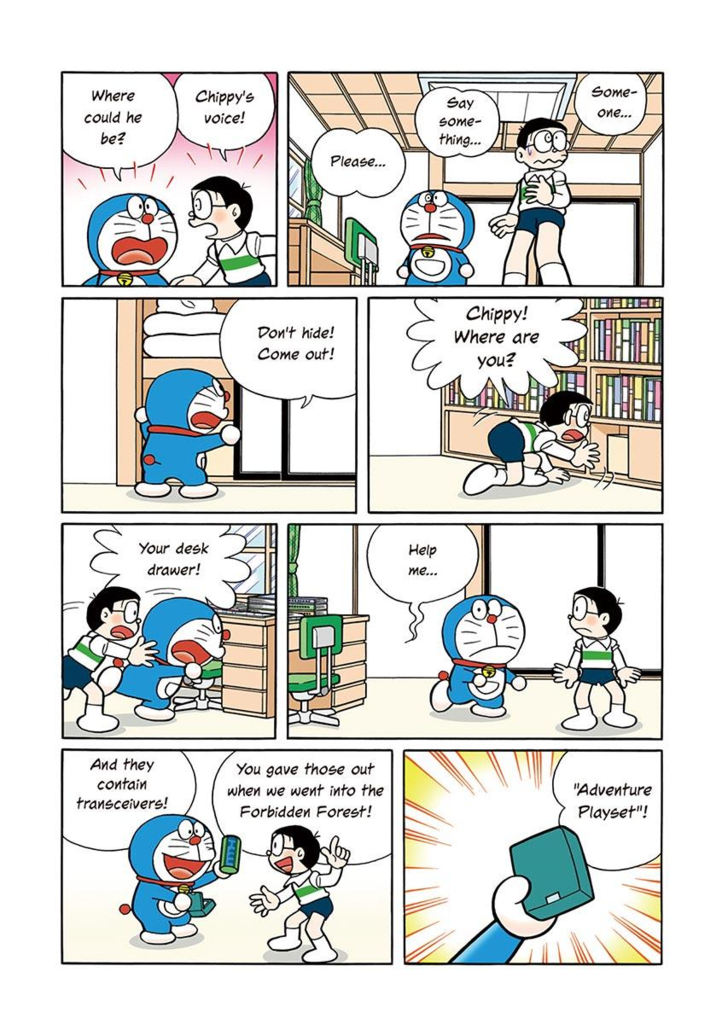 Some-
one...
Say
some-
thing...
Please...
Chippy's
voice!
Where
could he
be?
Chippy!
Where are
you?
Don't hide!
Come out!
Help
me...
Your desk
drawer!
"Adventure
Playset"!
You gave those out
when we went into the
Forbidden Forest!
And they
contain
transceivers!